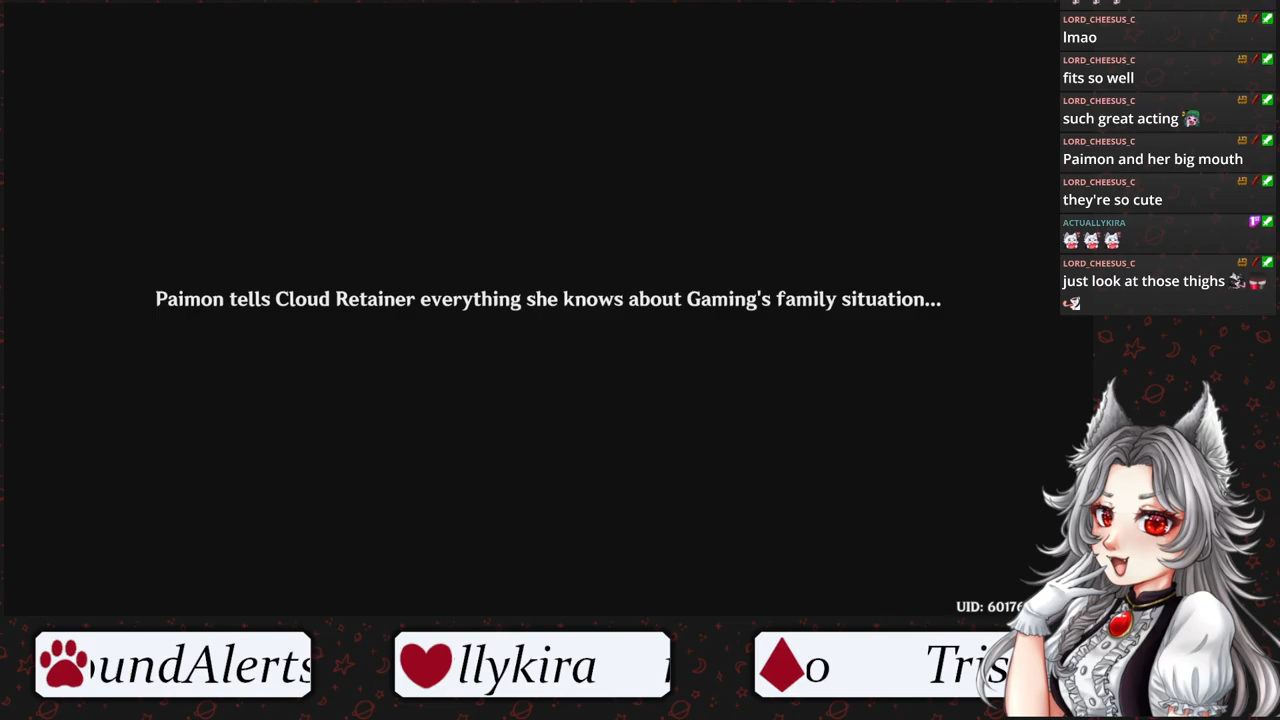 LORD_CHEESUS_C
lmao
LORD_CHEESUS_C
fits so well
LORD_CHEESUS_C
such great acting
LORD_CHEESUS_C
Paimon and her big mouth
LORD_CHEESUS_C
they're so cute
ACTUALLYKIRA
LORD_CHEESUS_C
just look at those thighs
Paimon tells Cloud Retainer everything she knows about Gaming's family situation...
UID: 60176
oundAlerts
llykira
o Tris